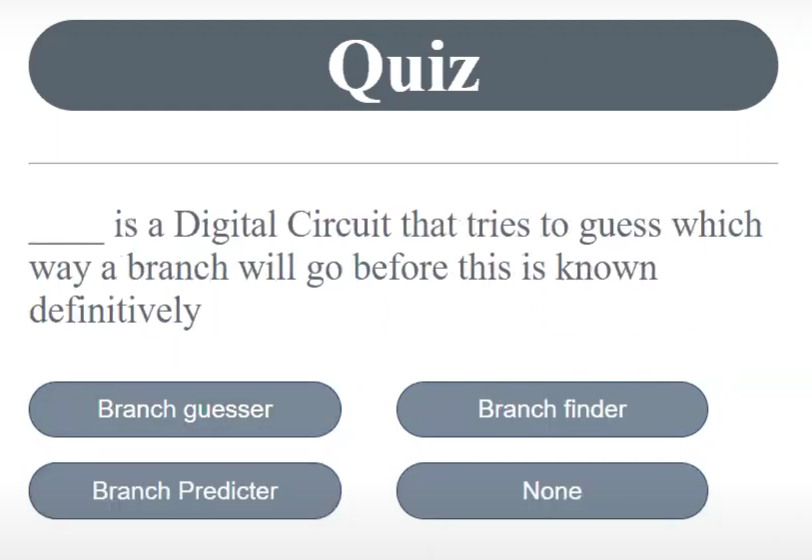 Quiz
____ is a Digital Circuit that tries to guess which
way a branch will go before this is known
definitively
Branch guesser
Branch finder
Branch Predicter
None